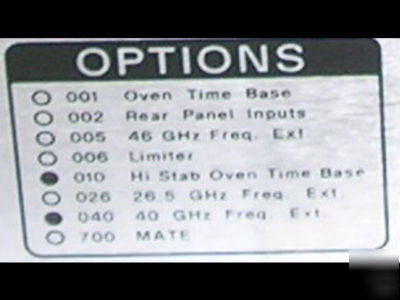 OPTIONS
001 Oven Time Base
002 Rear Panel Inputs
005 46 GHz Freq. Ext
006 Limiter
010 Hi Stab Oven Time Base
026 26.5 GHz Freq. Ext.
040 40 GHz Freq. Ext.
700 MATE